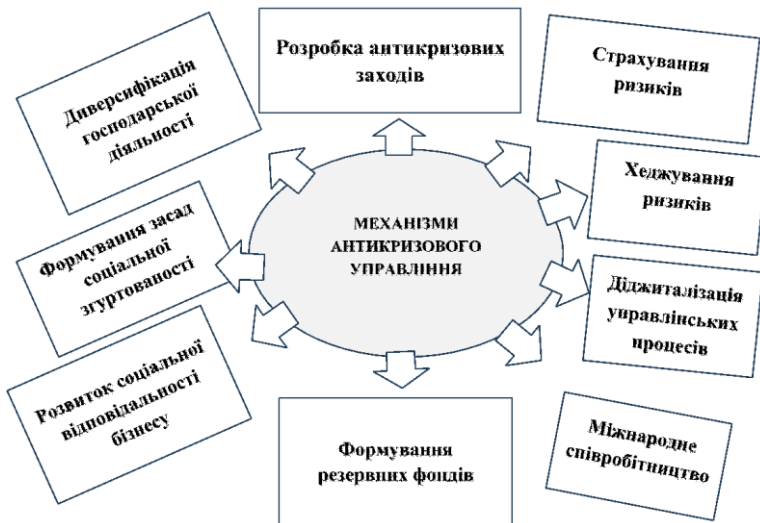 Розробка антикризових
заходів
Страхування
ризиків
Диверсифікація
господарської
діяльності
Хеджування
ризиків
МЕХАНІЗМИ
АНТИКРИЗОВОГО
УПРАВЛІННЯ
Формування засад
соціальної
згуртованості
Діджиталізація
управлінських
процесів
Розвиток соціальної
відповідальності
бізнесу
Формування
резервних фондів
Міжнародне
співробітництво